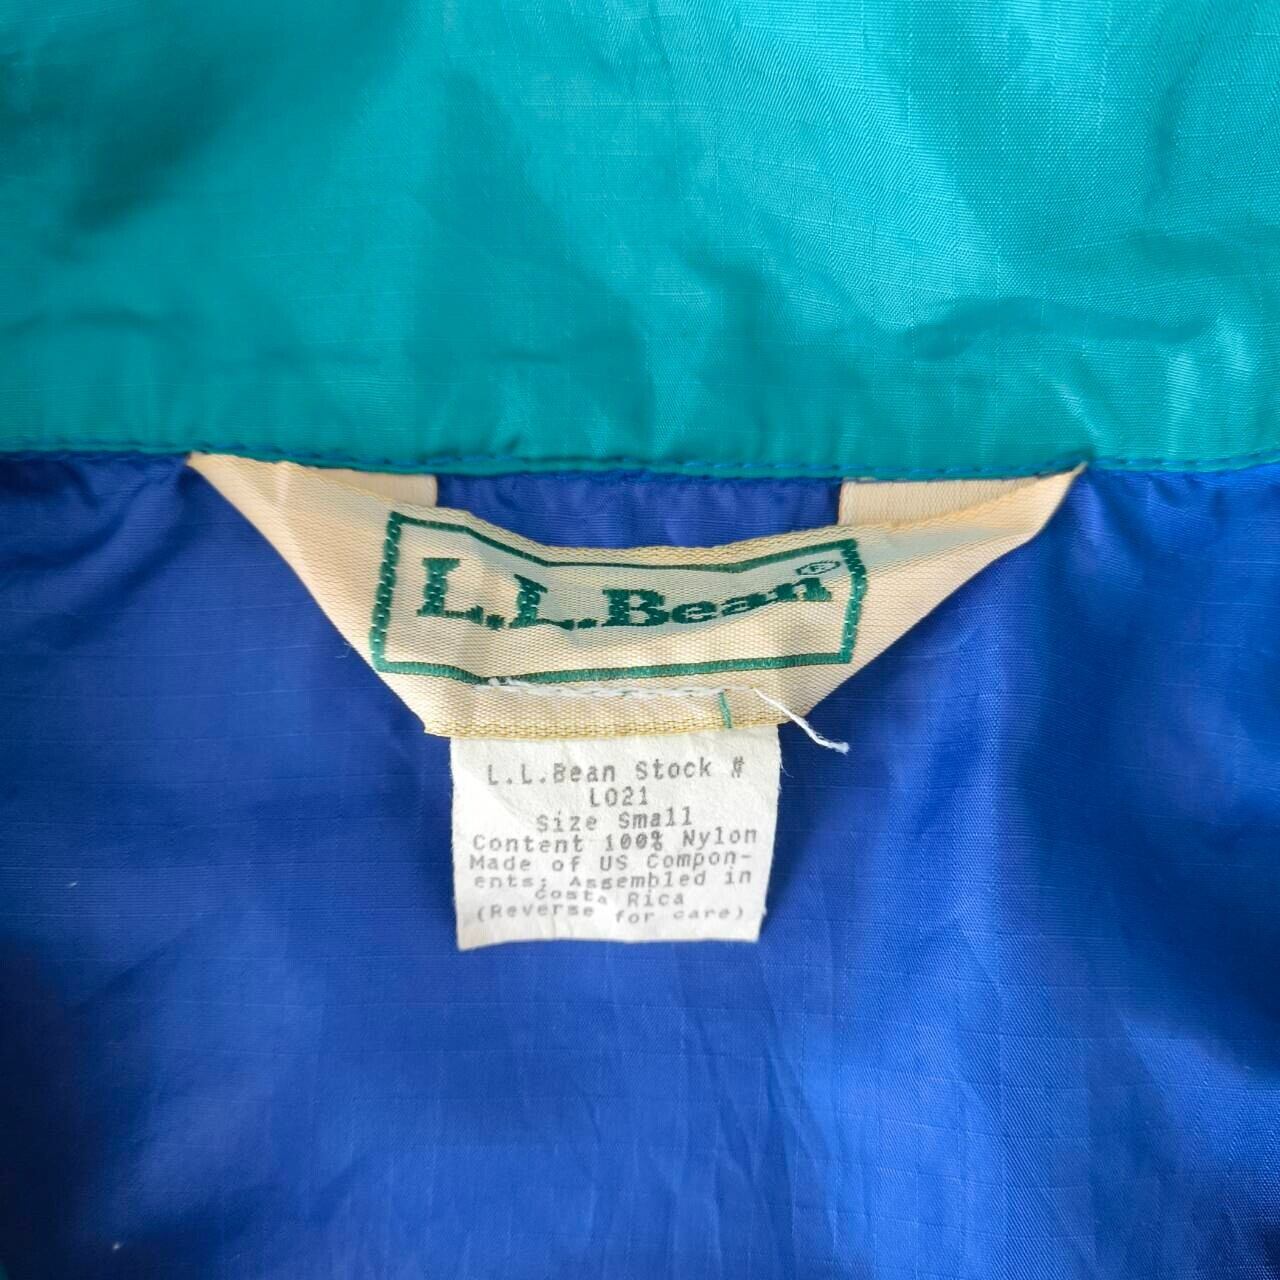 L.L.Bean®
L.L.Bean Stock #
L021
Size Small
Content 100% Nylon
Made of US Compon-
ents; Assembled in
Costa Rica
(Reverse for care)